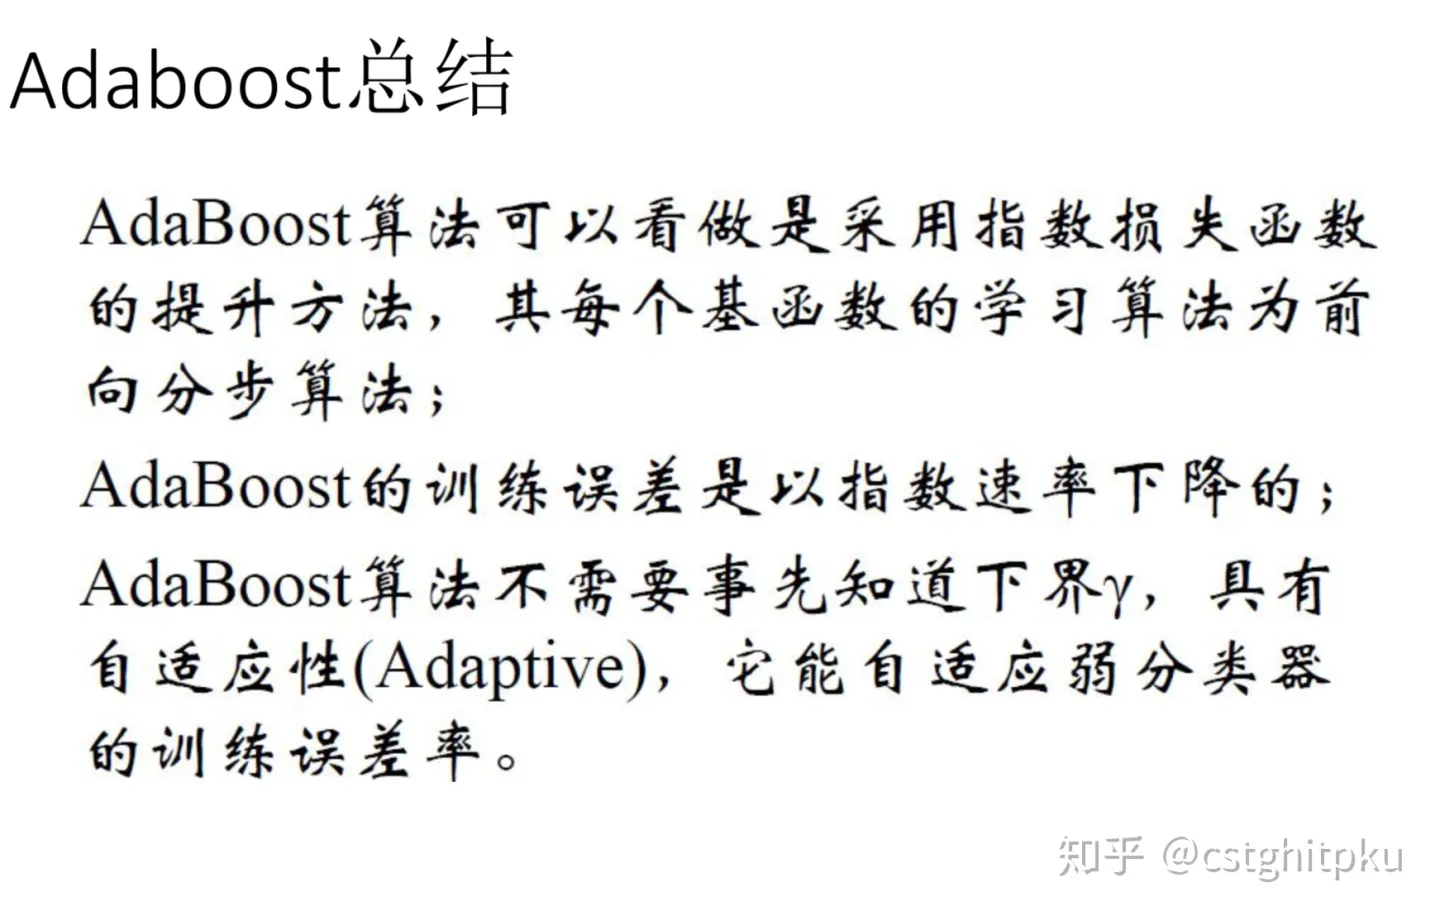 Adaboost总结
AdaBoost算法可以看做是采用指数损失函数
的提升方法，其每个基函数的学习算法为前
向分步算法；
AdaBoost的训练误差是以指数速率下降的；
AdaBoost算法不需要事先知道下界γ，具有
自适应性(Adaptive)，它能自适应弱分类器
的训练误差率。
知乎 @cstghitpku